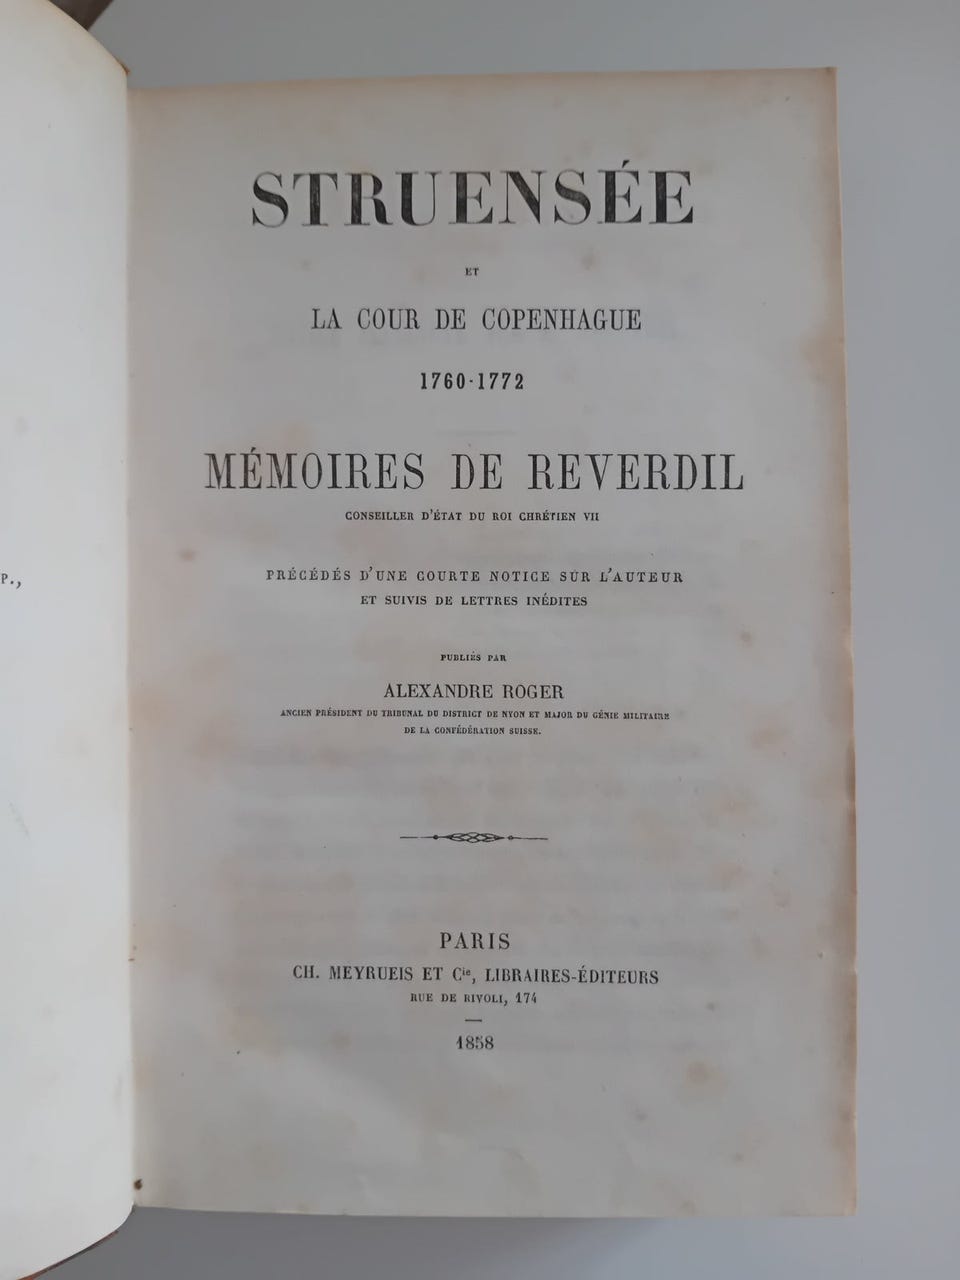 P.,
STRUENSÉE
ET
LA COUR DE COPENHAGUE
1760-1772
MÉMOIRES DE REVERDIL
CONSEILLER D'ÉTAT DU ROI CHRÉTIEN VII
PRÉCÉDÉS D'UNE COURTE NOTICE SUR L'AUTEUR
ET SUIVIS DE LETTRES INÉDITES
PUBLIÉS PAR
ALEXANDRE ROGER
ANCIEN PRÉSIDENT DU TRIBUNAL DU DISTRICT DE NYON ET MAJOR DU GÉNIE MILITAIRE
DE LA CONFÉDÉRATION SUISSE.
PARIS
CH. MEYRUEIS ET Cie, LIBRAIRES-ÉDITEURS
RUE DE RIVOLI, 174
1858